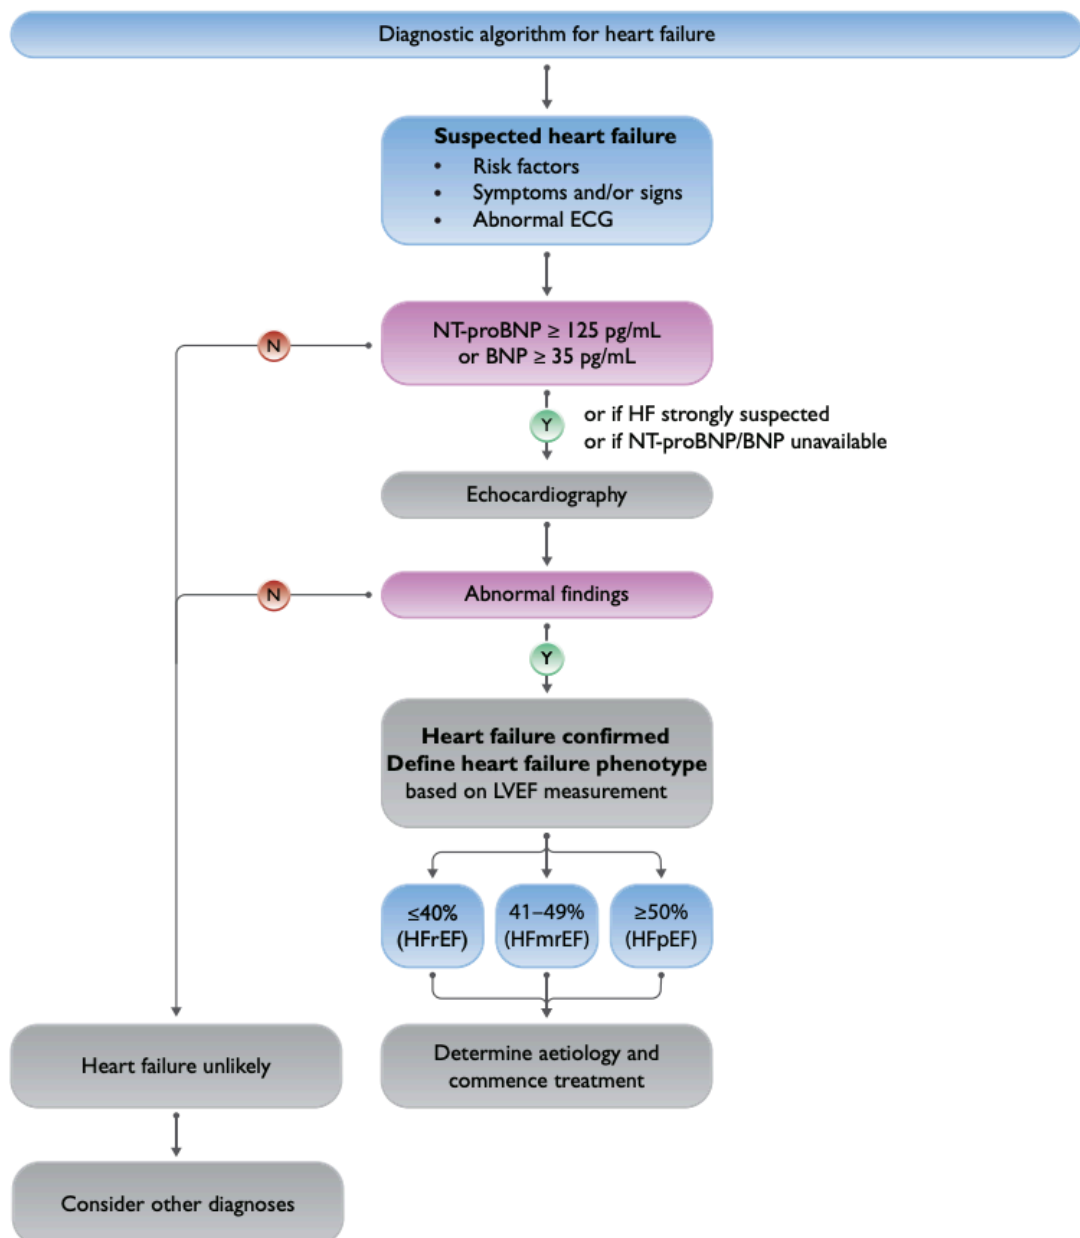 Diagnostic algorithm for heart failure
Suspected heart failure
• Risk factors
• Symptoms and/or signs
• Abnormal ECG
NT-proBNP ≥ 125 pg/mL
or BNP ≥ 35 pg/mL
N
Y
or if HF strongly suspected
or if NT-proBNP/BNP unavailable
Echocardiography
Abnormal findings
N
Y
Heart failure confirmed
Define heart failure phenotype
based on LVEF measurement
≤40%
(HFrEF)
41–49%
(HFmrEF)
≥50%
(HFpEF)
Heart failure unlikely
Determine aetiology and
commence treatment
Consider other diagnoses